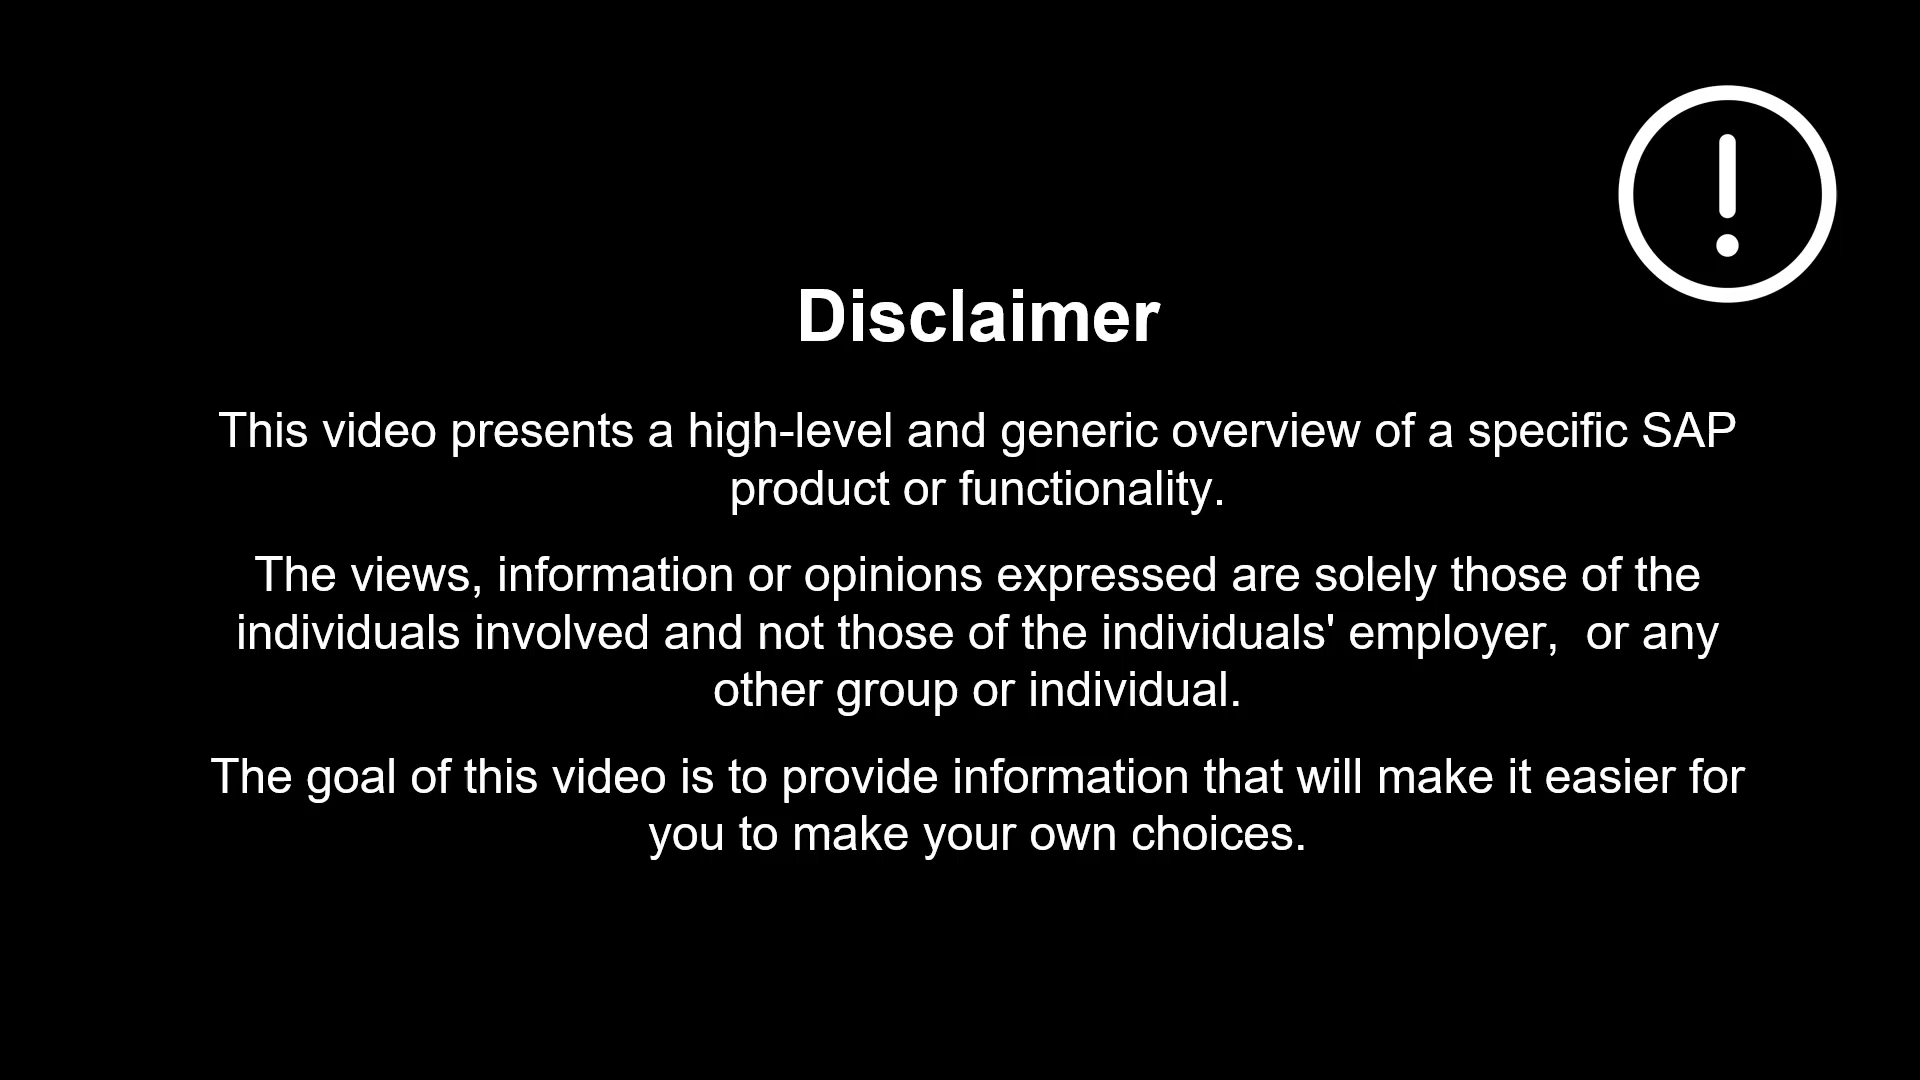 Disclaimer
This video presents a high-level and generic overview of a specific SAP
product or functionality.
The views, information or opinions expressed are solely those of the
individuals involved and not those of the individuals' employer,  or any
other group or individual.
The goal of this video is to provide information that will make it easier for
you to make your own choices.